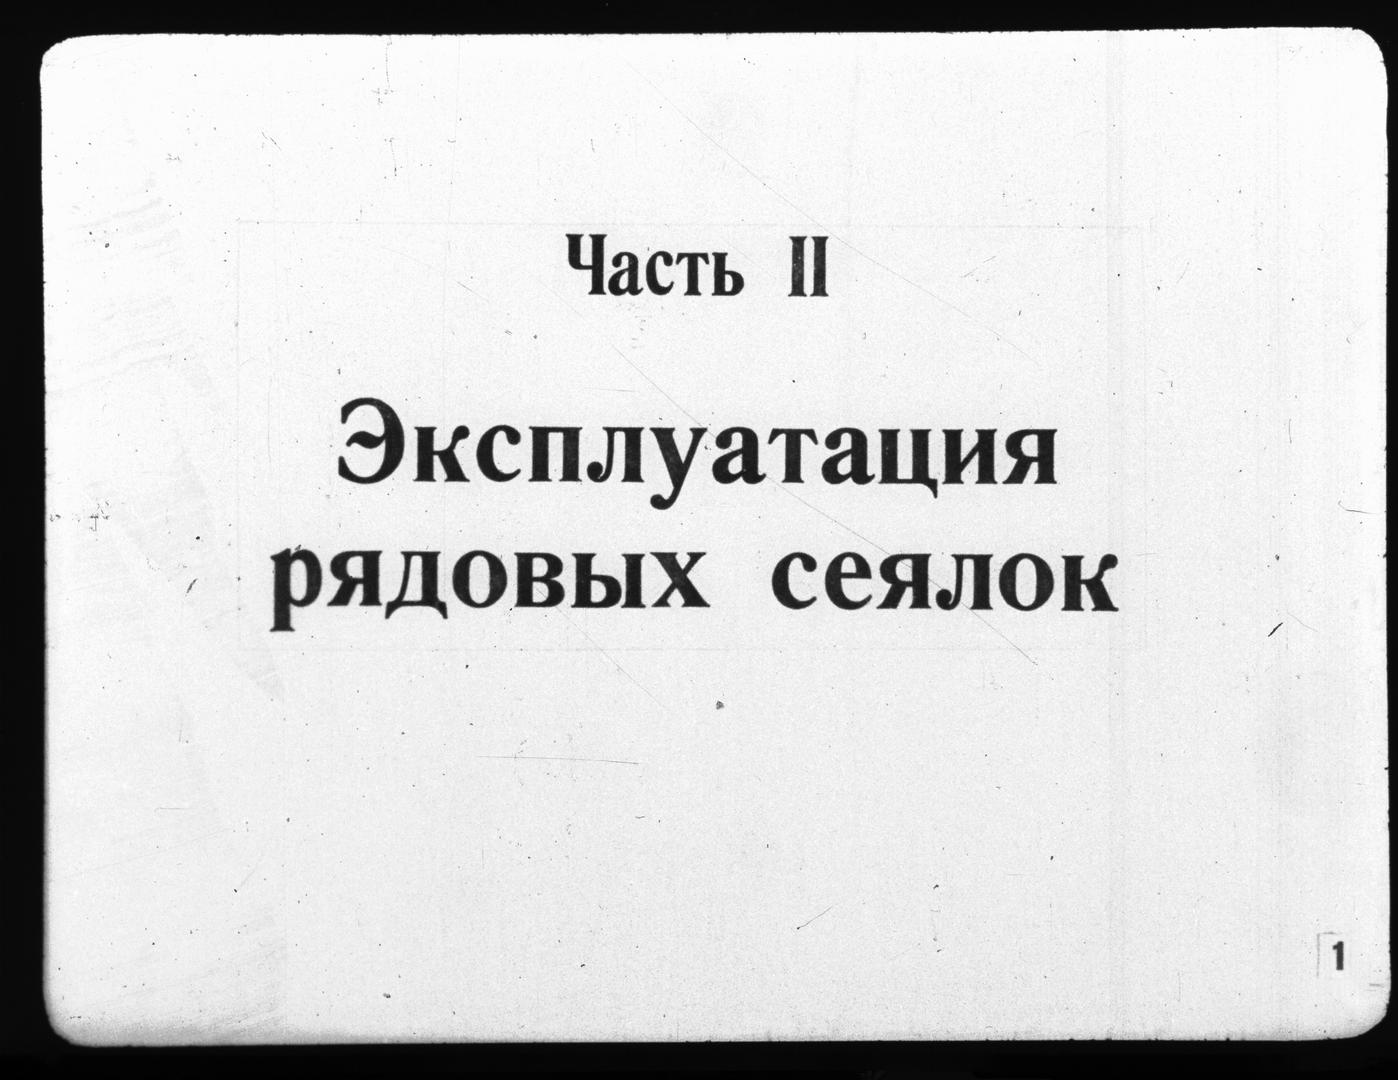 Часть II
Эксплуатация
рядовых сеялок
1